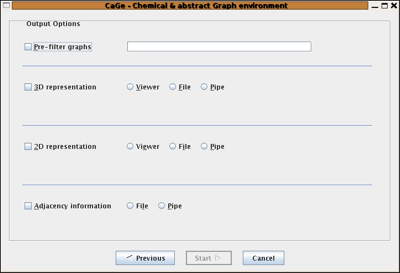 CaGe - Chemical & abstract Graph environment
Output Options
Pre-filter graphs
3D representation Viewer File Pipe
2D representation Viewer File Pipe
Adjacency information File Pipe
Previous Start Cancel